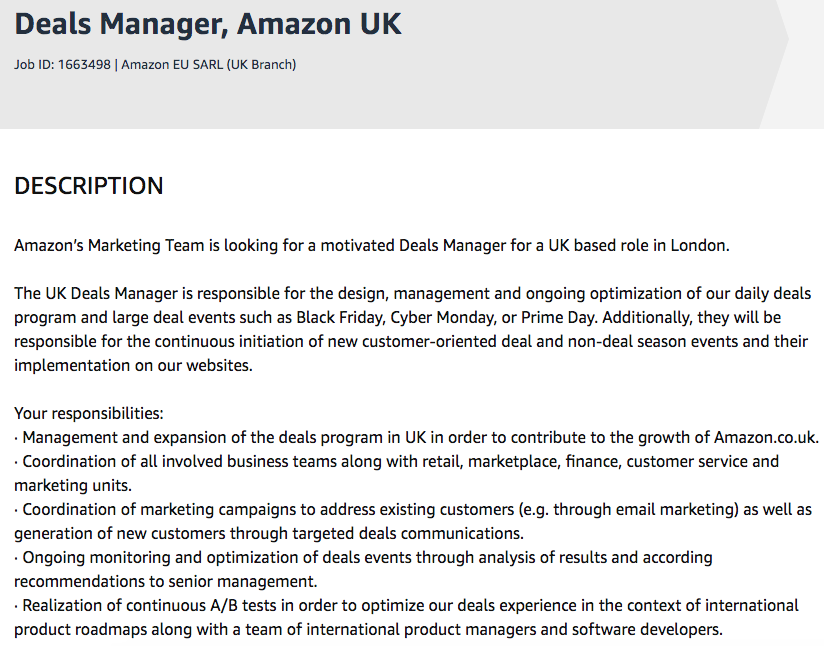 Deals Manager, Amazon UK
Job ID: 1663498 | Amazon EU SARL (UK Branch)
DESCRIPTION
Amazon’s Marketing Team is looking for a motivated Deals Manager for a UK based role in London.
The UK Deals Manager is responsible for the design, management and ongoing optimization of our daily deals
program and large deal events such as Black Friday, Cyber Monday, or Prime Day. Additionally, they will be
responsible for the continuous initiation of new customer-oriented deal and non-deal season events and their
implementation on our websites.
Your responsibilities:
· Management and expansion of the deals program in UK in order to contribute to the growth of Amazon.co.uk.
· Coordination of all involved business teams along with retail, marketplace, finance, customer service and
marketing units.
· Coordination of marketing campaigns to address existing customers (e.g. through email marketing) as well as
generation of new customers through targeted deals communications.
· Ongoing monitoring and optimization of deals events through analysis of results and according
recommendations to senior management.
· Realization of continuous A/B tests in order to optimize our deals experience in the context of international
product roadmaps along with a team of international product managers and software developers.